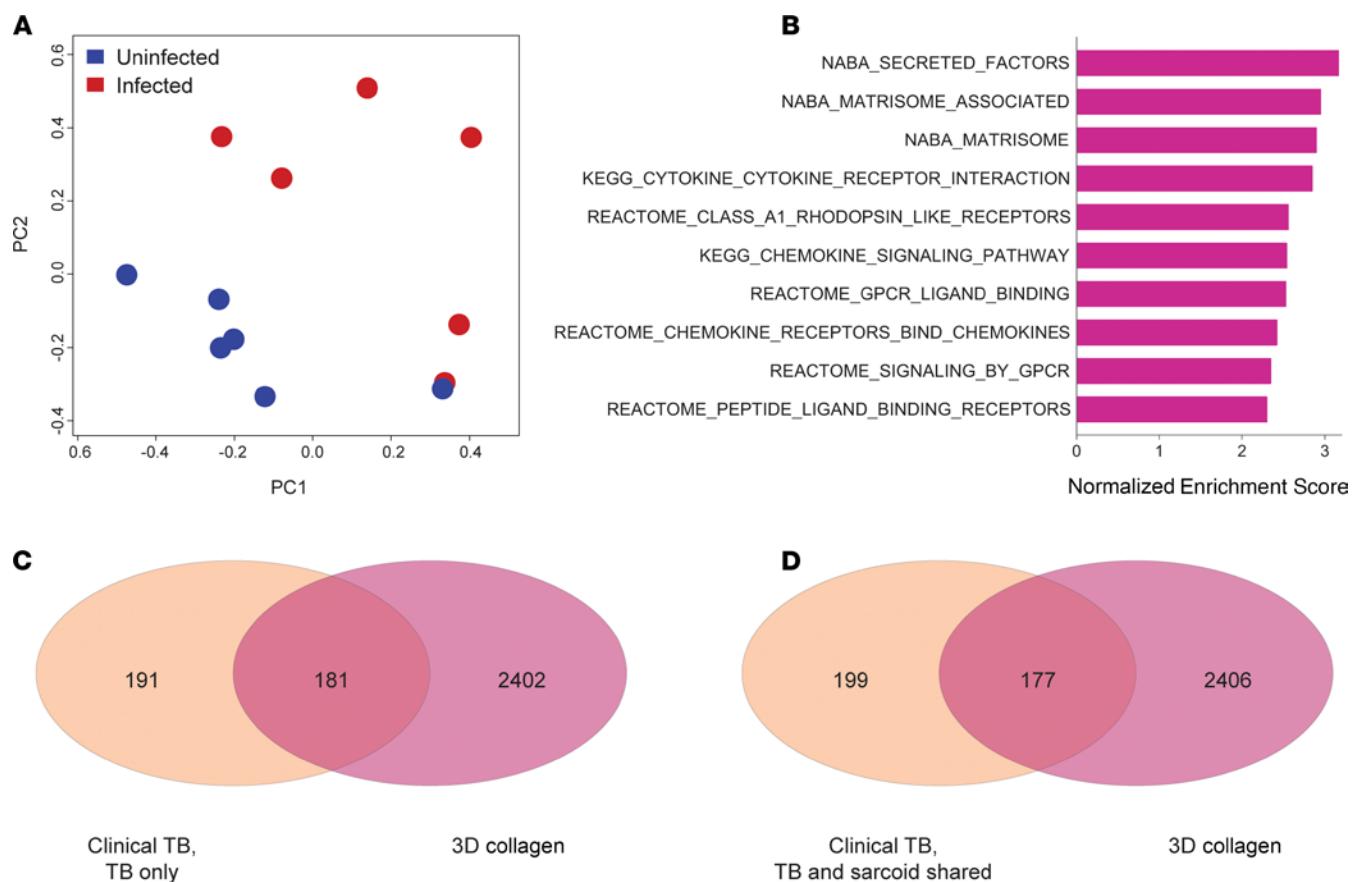 A
Uninfected
Infected
PC2
0.6
0.4
0.2
0.0
-0.2
-0.4
0.6
-0.4
-0.2
0.0
0.2
0.4
PC1
B
NABA_SECRETED_FACTORS
NABA_MATRISOME_ASSOCIATED
NABA_MATRISOME
KEGG_CYTOKINE_CYTOKINE_RECEPTOR_INTERACTION
REACTOME_CLASS_A1_RHODOPSIN_LIKE_RECEPTORS
KEGG_CHEMOKINE_SIGNALING_PATHWAY
REACTOME_GPCR_LIGAND_BINDING
REACTOME_CHEMOKINE_RECEPTORS_BIND_CHEMOKINES
REACTOME_SIGNALING_BY_GPCR
REACTOME_PEPTIDE_LIGAND_BINDING_RECEPTORS
0 1 2 3
Normalized Enrichment Score
C
191 181 2402
Clinical TB,
TB only
3D collagen
D
199 177 2406
Clinical TB,
TB and sarcoid shared
3D collagen